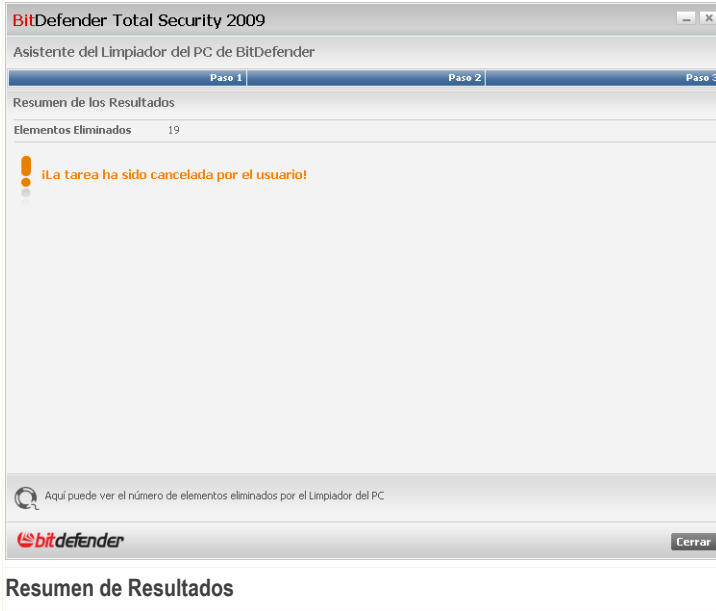 BitDefender Total Security 2009
Asistente del Limpiador del PC de BitDefender
Paso 1
Paso 2
Paso 3
Resumen de los Resultados
Elementos Eliminados 19
¡La tarea ha sido cancelada por el usuario!
Aquí puede ver el número de elementos eliminados por el Limpiador del PC
bitdefender
Cerrar
Resumen de Resultados